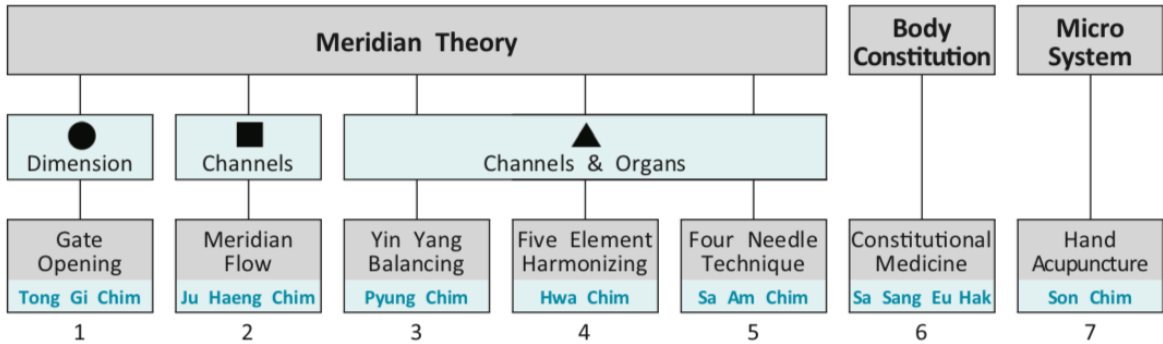 Meridian Theory
Body
Constitution
Micro
System
Dimension
Channels
Channels & Organs
Gate
Opening
Tong Gi Chim
Meridian
Flow
Ju Haeng Chim
Yin Yang
Balancing
Pyung Chim
Five Element
Harmonizing
Hwa Chim
Four Needle
Technique
Sa Am Chim
Constitutional
Medicine
Sa Sang Eu Hak
Hand
Acupuncture
Son Chim
1
2
3
4
5
6
7